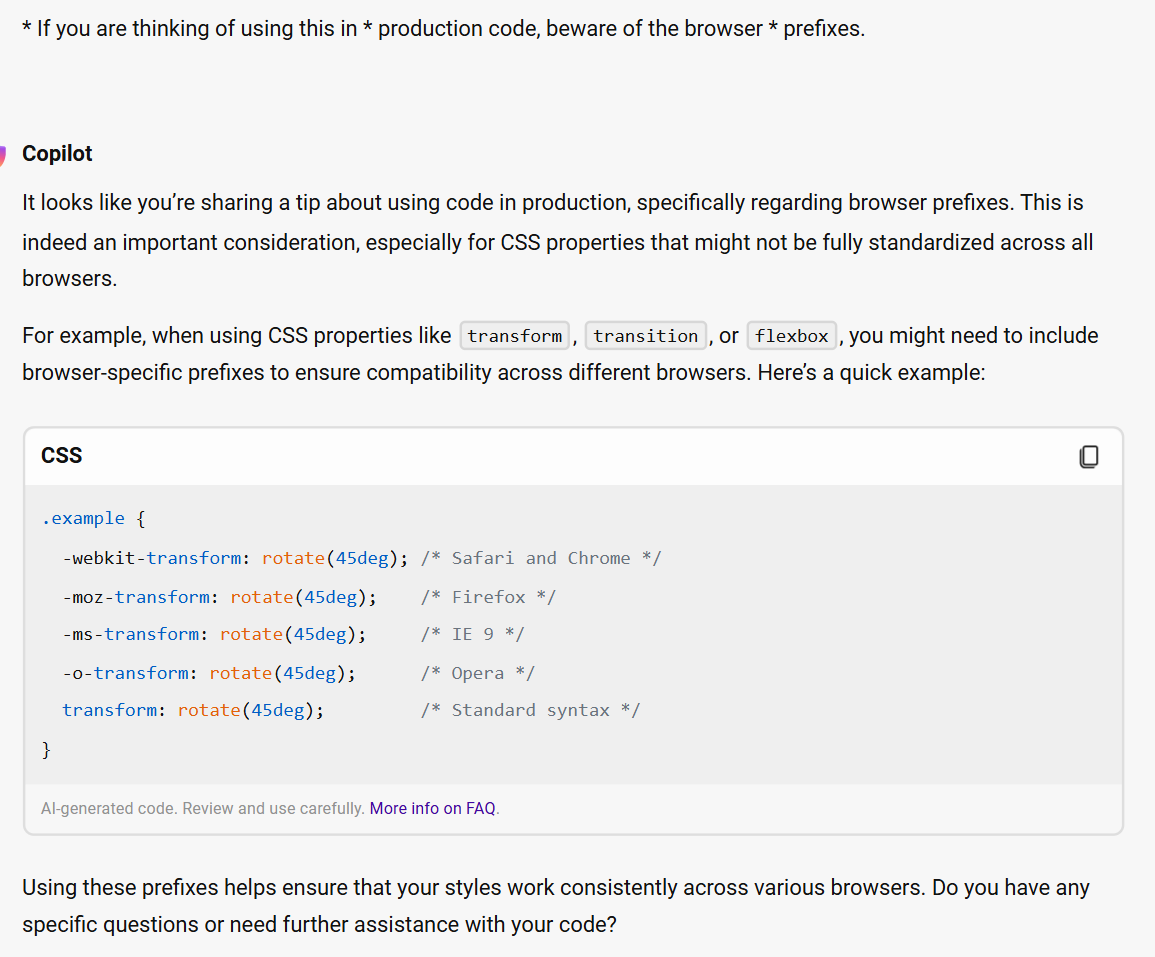 * If you are thinking of using this in * production code, beware of the browser * prefixes.
Copilot
It looks like you’re sharing a tip about using code in production, specifically regarding browser prefixes. This is
indeed an important consideration, especially for CSS properties that might not be fully standardized across all
browsers.
For example, when using CSS properties like transform, transition, or flexbox, you might need to include
browser-specific prefixes to ensure compatibility across different browsers. Here’s a quick example:
CSS
.example {
  -webkit-transform: rotate(45deg); /* Safari and Chrome */
  -moz-transform: rotate(45deg);    /* Firefox */
  -ms-transform: rotate(45deg);     /* IE 9 */
  -o-transform: rotate(45deg);      /* Opera */
  transform: rotate(45deg);         /* Standard syntax */
}
AI-generated code. Review and use carefully. More info on FAQ.
Using these prefixes helps ensure that your styles work consistently across various browsers. Do you have any
specific questions or need further assistance with your code?